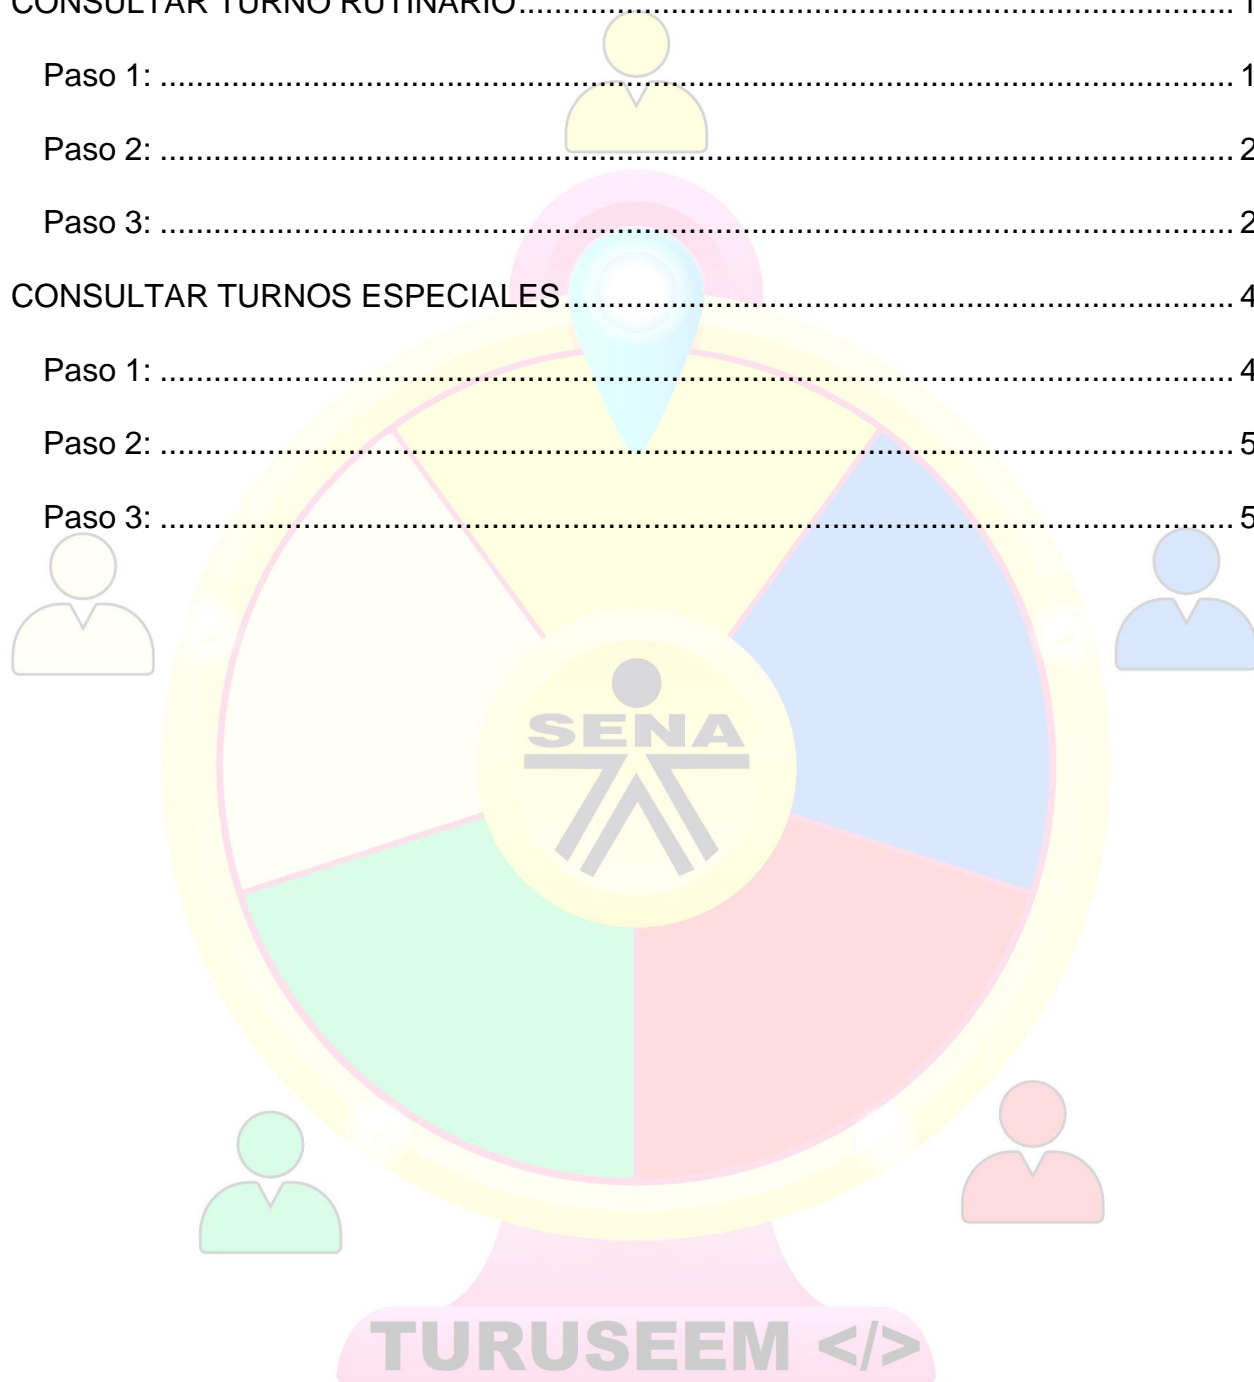 CONSULTAR TURNO RUTINARIO........................................................................................ 1
Paso 1: ..................................................................................................................................... 1
Paso 2: ..................................................................................................................................... 2
Paso 3: ..................................................................................................................................... 2
CONSULTAR TURNOS ESPECIALES.................................................................................. 4
Paso 1: ..................................................................................................................................... 4
Paso 2: ..................................................................................................................................... 5
Paso 3: ..................................................................................................................................... 5
SENA
TURUSEEM </>